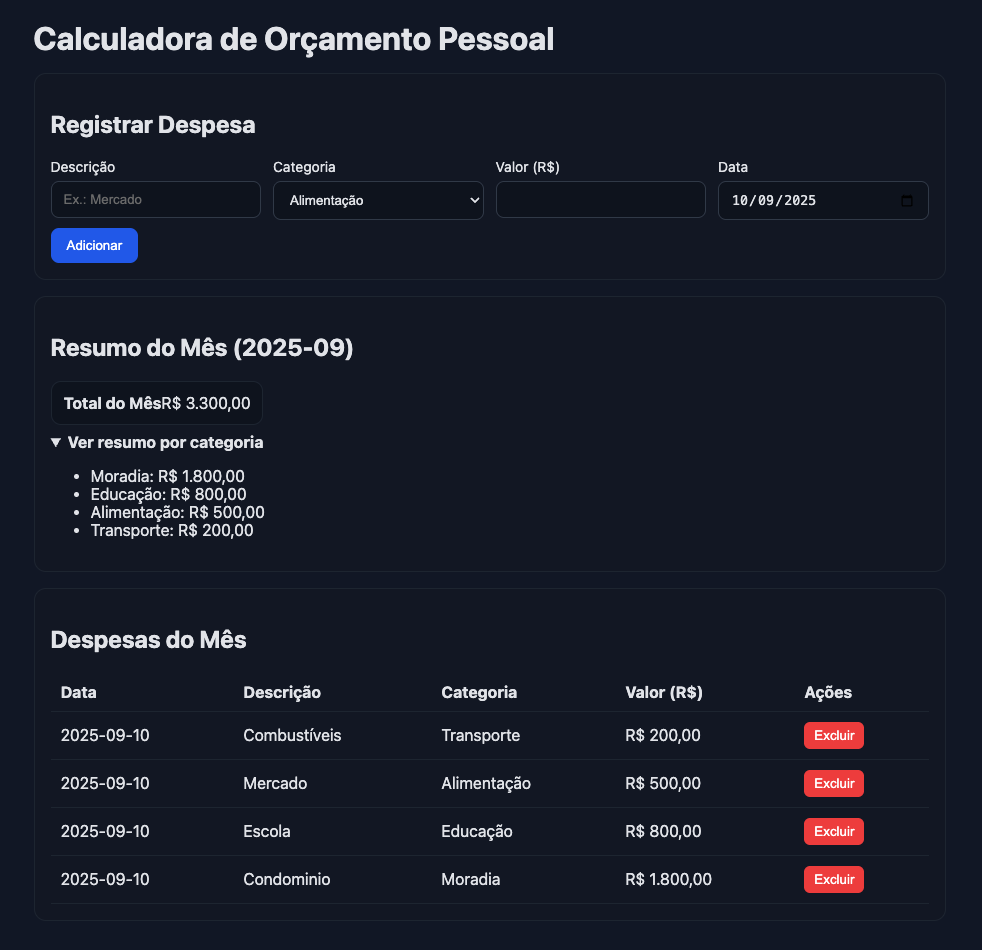 Calculadora de Orçamento Pessoal
Registrar Despesa
Descrição Categoria Valor (R$) Data
Ex.: Mercado Alimentação 10/09/2025
Adicionar
Resumo do Mês (2025-09)
Total do MêsR$ 3.300,00
▼ Ver resumo por categoria
• Moradia: R$ 1.800,00
• Educação: R$ 800,00
• Alimentação: R$ 500,00
• Transporte: R$ 200,00
Despesas do Mês
Data Descrição Categoria Valor (R$) Ações
2025-09-10 Combustíveis Transporte R$ 200,00 Excluir
2025-09-10 Mercado Alimentação R$ 500,00 Excluir
2025-09-10 Escola Educação R$ 800,00 Excluir
2025-09-10 Condominio Moradia R$ 1.800,00 Excluir